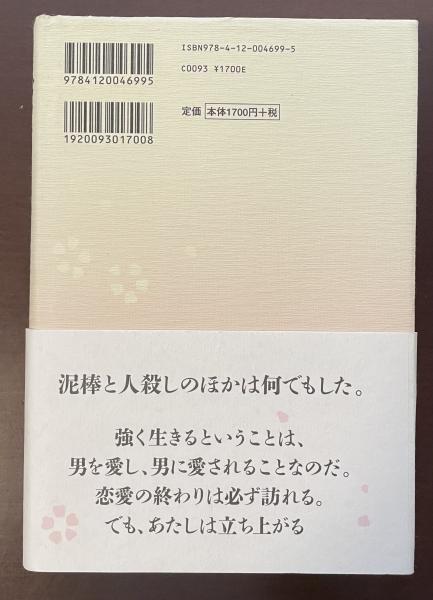 ISBN978-4-12-004699-5
9784120046995
C0093 ¥1700E
定価 本体1700円+税
1920093017008
泥棒と人殺しのほかは何でもした。
強く生きるということは、
男を愛し、男に愛されることなのだ。
恋愛の終わりは必ず訪れる。
でも、あたしは立ち上がる